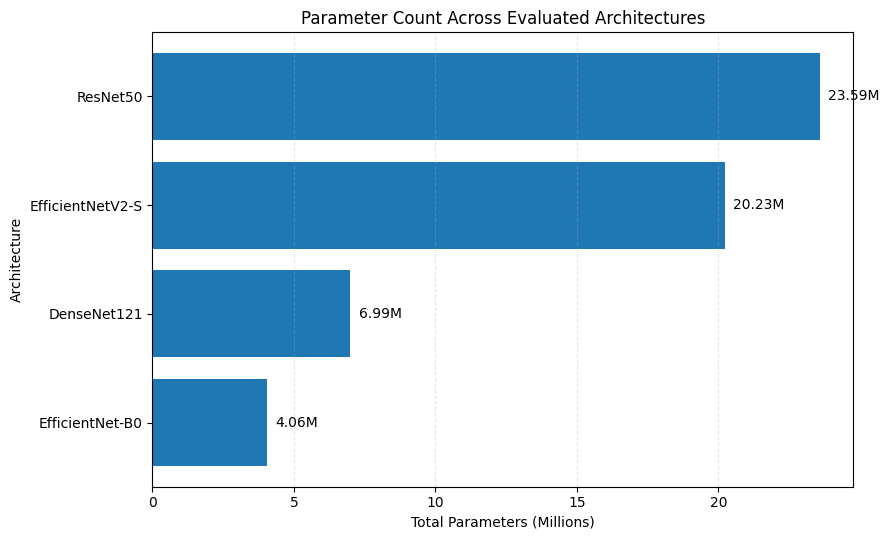 Parameter Count Across Evaluated Architectures
ResNet50
23.59M
EfficientNetV2-S
20.23M
DenseNet121
6.99M
EfficientNet-B0
4.06M
Architecture
0 5 10 15 20
Total Parameters (Millions)